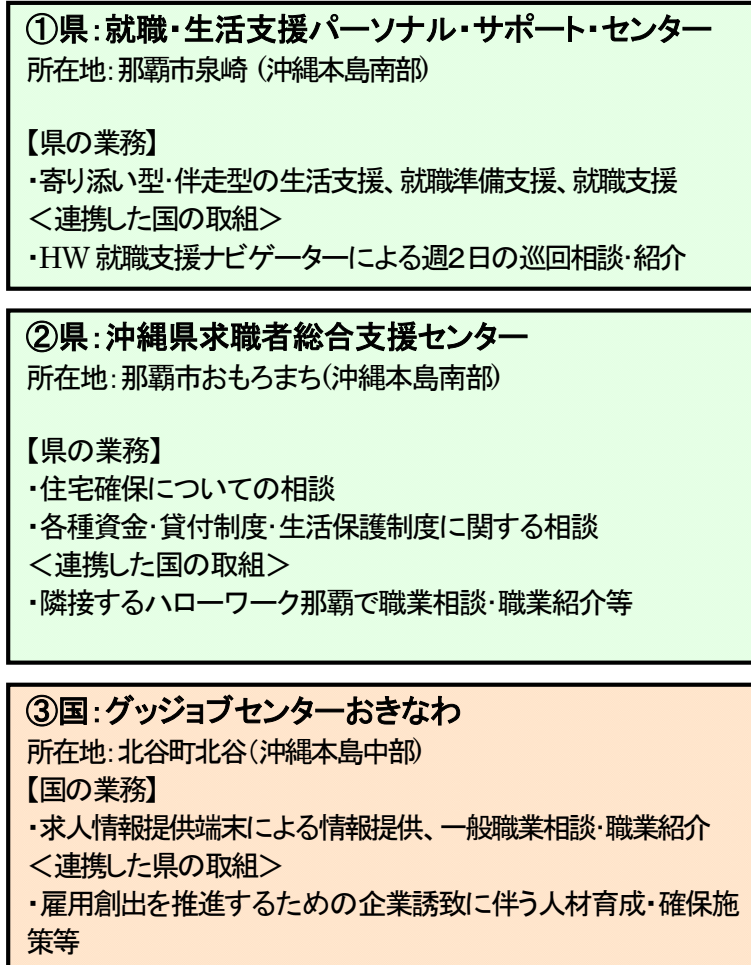 ①県：就職・生活支援パーソナル・サポート・センター
所在地：那覇市泉崎（沖縄本島南部）
【県の業務】
・寄り添い型・伴走型の生活支援、就職準備支援、就職支援
＜連携した国の取組＞
・HW 就職支援ナビゲーターによる週２日の巡回相談・紹介
②県：沖縄県求職者総合支援センター
所在地：那覇市おもろまち（沖縄本島南部）
【県の業務】
・住宅確保についての相談
・各種資金・貸付制度・生活保護制度に関する相談
＜連携した国の取組＞
・隣接するハローワーク那覇で職業相談・職業紹介等
③国：グッジョブセンターおきなわ
所在地：北谷町北谷（沖縄本島中部）
【国の業務】
・求人情報提供端末による情報提供、一般職業相談・職業紹介
＜連携した県の取組＞
・雇用創出を推進するための企業誘致に伴う人材育成・確保施
策等